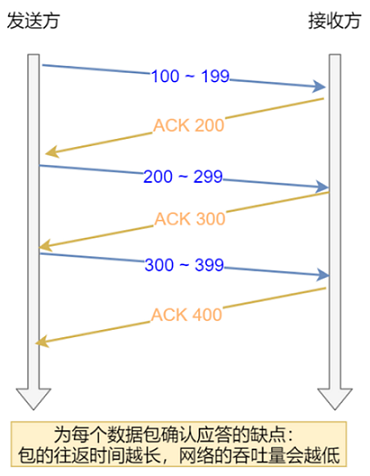 发送方
接收方
100 ~ 199
ACK 200
200 ~ 299
ACK 300
300 ~ 399
ACK 400
为每个数据包确认应答的缺点：
包的往返时间越长，网络的吞吐量会越低